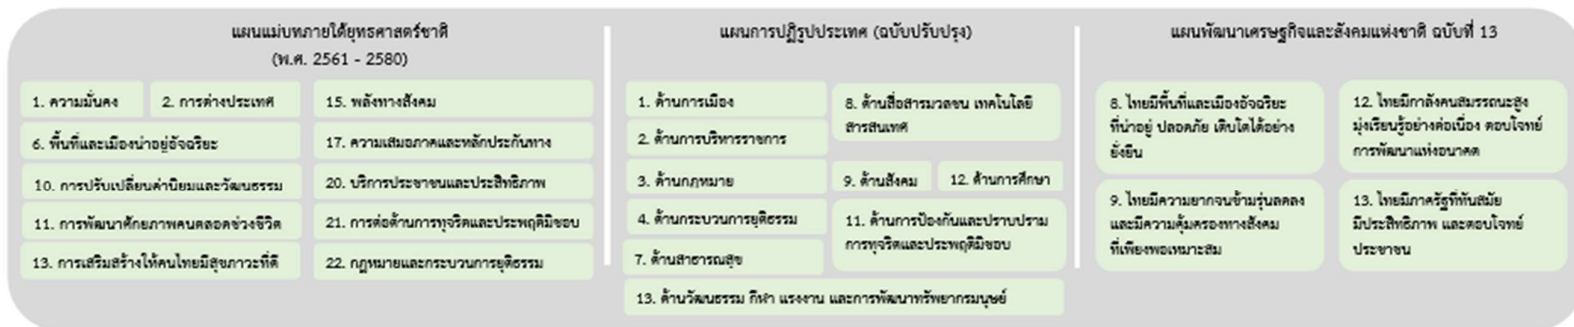 แผนแม่บทภายใต้ยุทธศาสตร์ชาติ
(พ.ศ. 2561 - 2580)
1. ความมั่นคง
2. การต่างประเทศ
6. พื้นที่และเมืองน่าอยู่อัจฉริยะ
10. การปรับเปลี่ยนค่านิยมและวัฒนธรรม
11. การพัฒนาศักยภาพคนตลอดช่วงชีวิต
13. การเสริมสร้างให้คนไทยมีสุขภาวะที่ดี
15. พลังทางสังคม
17. ความเสมอภาคและหลักประกันทาง
20. บริการประชาชนและประสิทธิภาพ
21. การต่อต้านการทุจริตและประพฤติมิชอบ
22. กฎหมายและกระบวนการยุติธรรม
แผนการปฏิรูปประเทศ (ฉบับปรับปรุง)
1. ด้านการเมือง
2. ด้านการบริหารราชการ
3. ด้านกฎหมาย
4. ด้านกระบวนการยุติธรรม
7. ด้านสาธารณสุข
8. ด้านสื่อสารมวลชน เทคโนโลยี
สารสนเทศ
9. ด้านสังคม
12. ด้านการศึกษา
11. ด้านการป้องกันและปราบปราม
การทุจริตและประพฤติมิชอบ
13. ด้านวัฒนธรรม กีฬา แรงงาน และการพัฒนาทรัพยากรมนุษย์
แผนพัฒนาเศรษฐกิจและสังคมแห่งชาติ ฉบับที่ 13
8. ไทยมีพื้นที่และเมืองอัจฉริยะ
ที่น่าอยู่ ปลอดภัย เติบโตได้อย่าง
ยั่งยืน
9. ไทยมีความยากจนข้ามรุ่นลดลง
และมีความคุ้มครองทางสังคม
ที่เพียงพอเหมาะสม
12. ไทยมีกำลังคนสมรรถนะสูง
มุ่งเรียนรู้อย่างต่อเนื่อง ตอบโจทย์
การพัฒนาแห่งอนาคต
13. ไทยมีภาครัฐที่ทันสมัย
มีประสิทธิภาพ และตอบโจทย์
ประชาชน